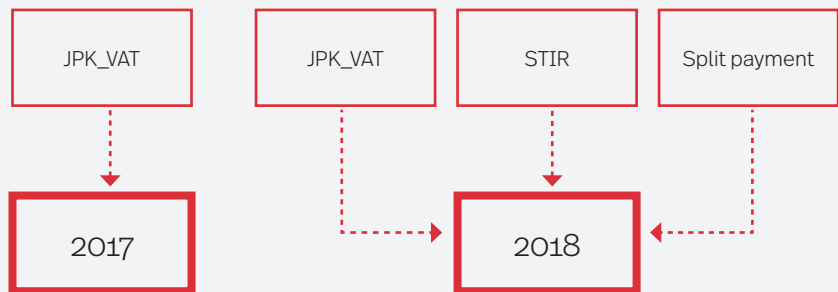 JPK_VAT
JPK_VAT
STIR
Split payment
2017
2018